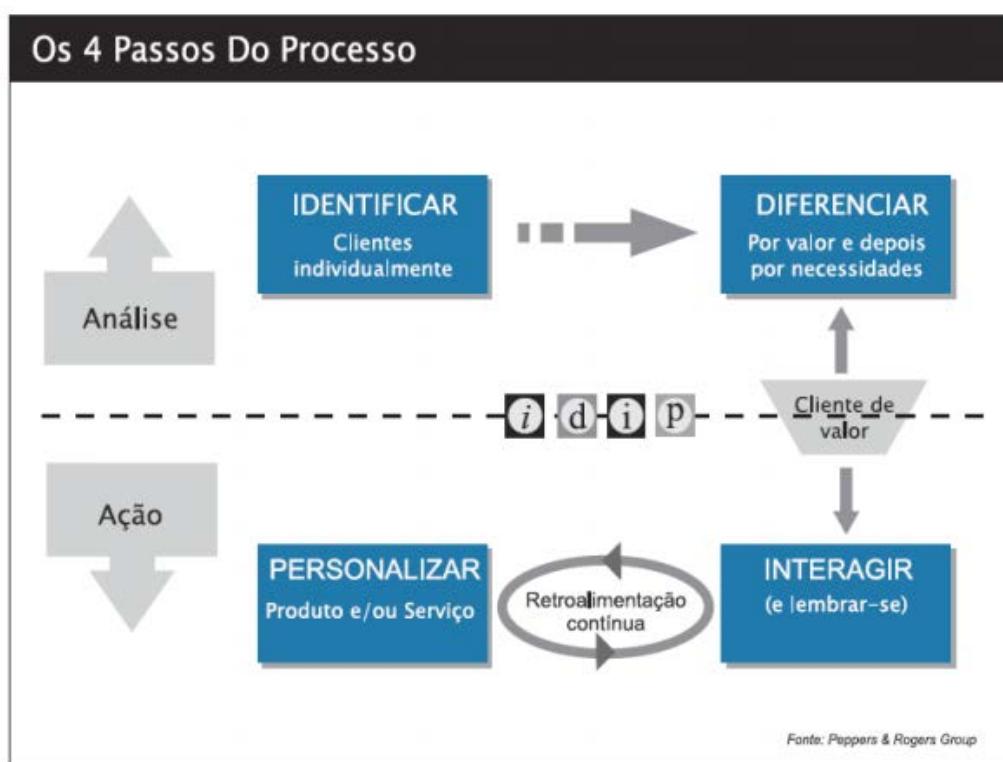 Os 4 Passos Do Processo
IDENTIFICAR
Clientes
individualmente
DIFERENCIAR
Por valor e depois
por necessidades
Análise
i d i p
Cliente de
valor
Ação
PERSONALIZAR
Produto e/ou Serviço
Retroalimentação
contínua
INTERAGIR
(e lembrar-se)
Fonte: Peppers & Rogers Group